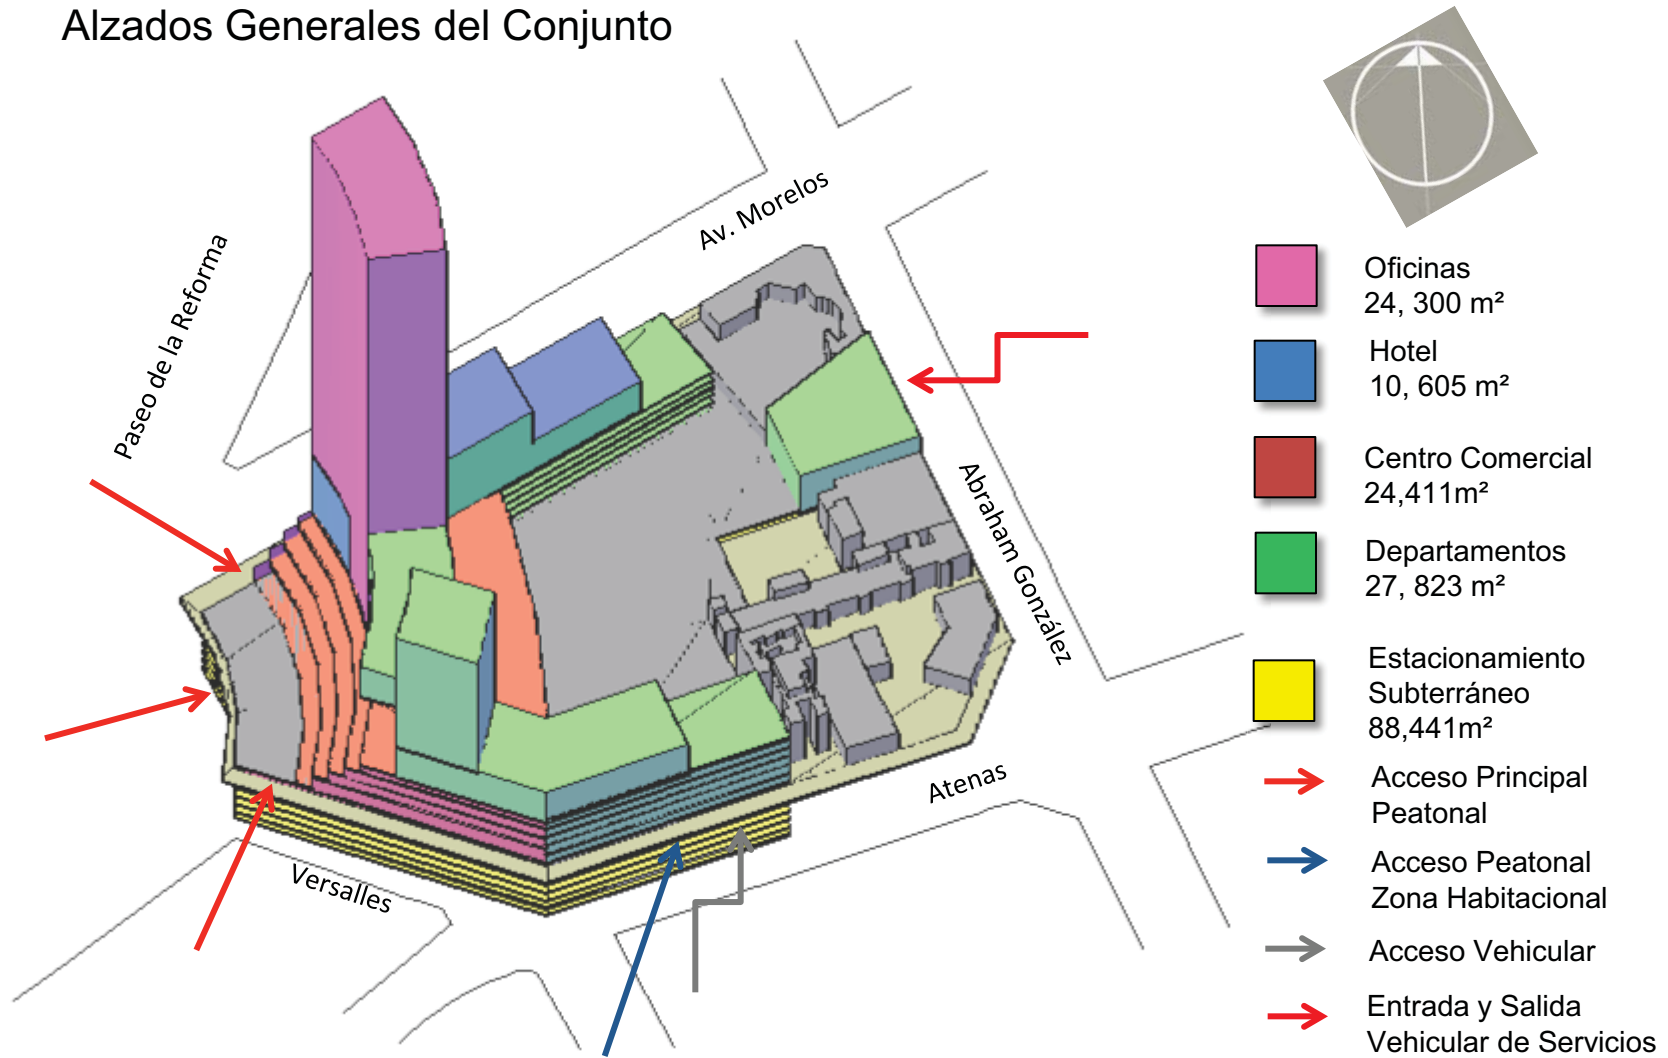 Alzados Generales del Conjunto
Paseo de la Reforma
Av. Morelos
Abraham González
Atenas
Versalles
Oficinas
24, 300 m²
Hotel
10, 605 m²
Centro Comercial
24,411m²
Departamentos
27, 823 m²
Estacionamiento
Subterráneo
88,441m²
Acceso Principal
Peatonal
Acceso Peatonal
Zona Habitacional
Acceso Vehicular
Entrada y Salida
Vehicular de Servicios